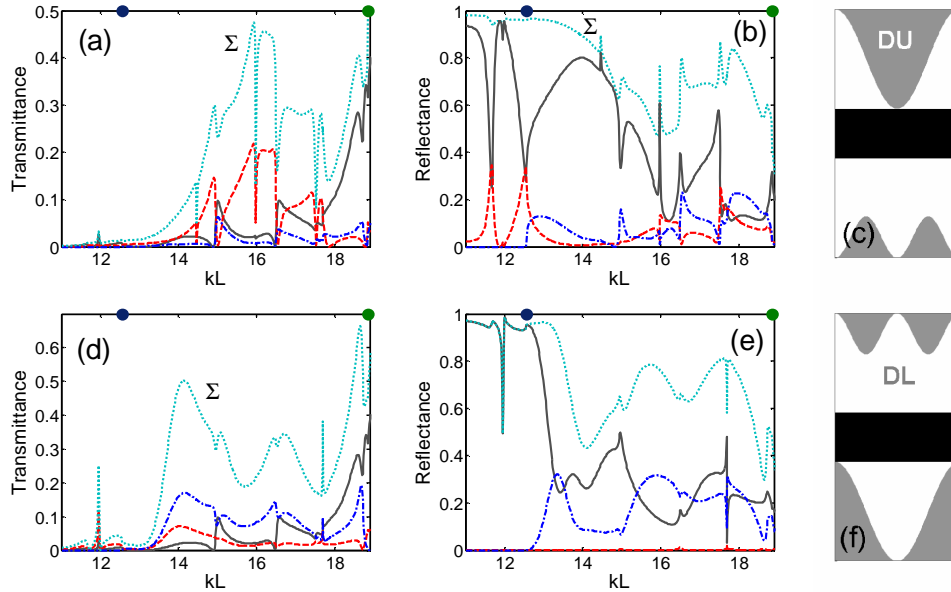 (a)
Σ
Transmittance
0.5
0.4
0.3
0.2
0.1
0
12
14
16
18
kL
(b)
Σ
Reflectance
1
0.8
0.6
0.4
0.2
0
12
14
16
18
kL
DU
(c)
(d)
Σ
Transmittance
0.6
0.5
0.4
0.3
0.2
0.1
0
12
14
16
18
kL
(e)
Reflectance
1
0.8
0.6
0.4
0.2
0
12
14
16
18
kL
DL
(f)